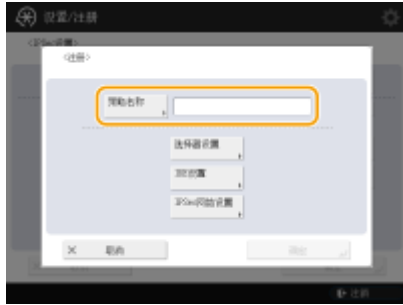 设置/注册
<IPSec设置>
<注册>
策略名称
选择器设置
IKE设置
IPSec网络设置
取消
确定
注销